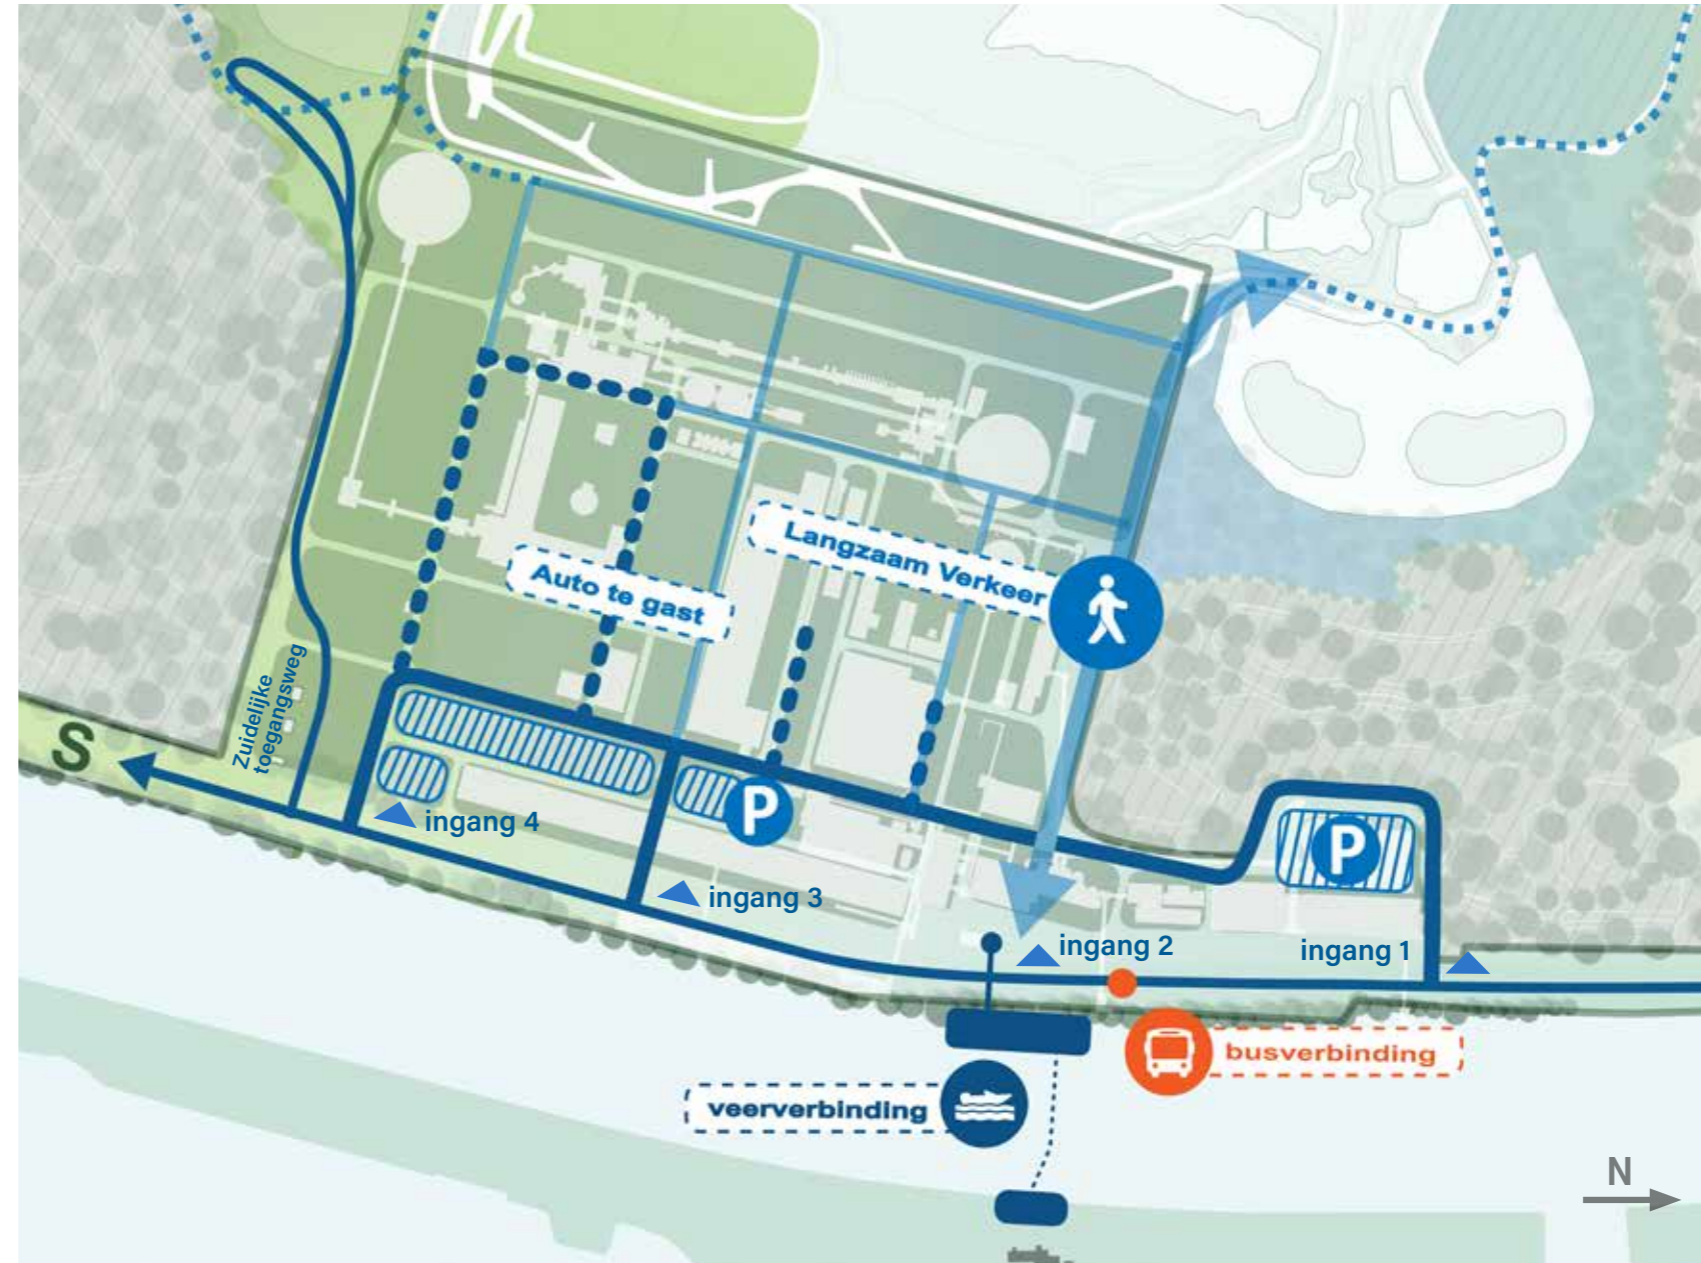 Langzaam Verkeer
Auto te gast
Zuidelijke
toegangsweg
S
P
ingang 4
P
ingang 3
ingang 2
ingang 1
busverbinding
veerverbinding
N